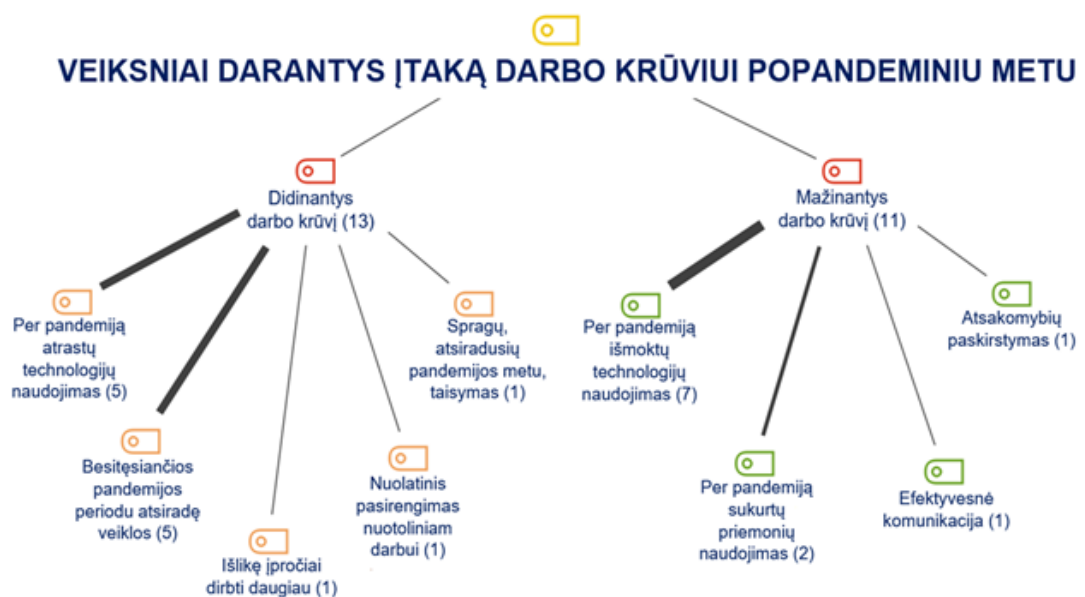 VEIKSNIAI DARANTYS ĮTAKĄ DARBO KRŪVIUI POPANDEMINIU METU
Didinantys
darbo krūvį (13)
Mažinantys
darbo krūvį (11)
Per pandemiją
atrastų
technologijų
naudojimas (5)
Besitęsiančios
pandemijos
periodu atsiradę
veiklos (5)
Išlikę įpročiai
dirbti daugiau (1)
Nuolatinis
pasirengimas
nuotoliniam
darbui (1)
Spragų,
atsiradusių
pandemijos metu,
taisymas (1)
Per pandemiją
išmoktų
technologijų
naudojimas (7)
Per pandemiją
sukurtų
priemonių
naudojimas (2)
Efektyvesnė
komunikacija (1)
Atsakomybių
paskirstymas (1)